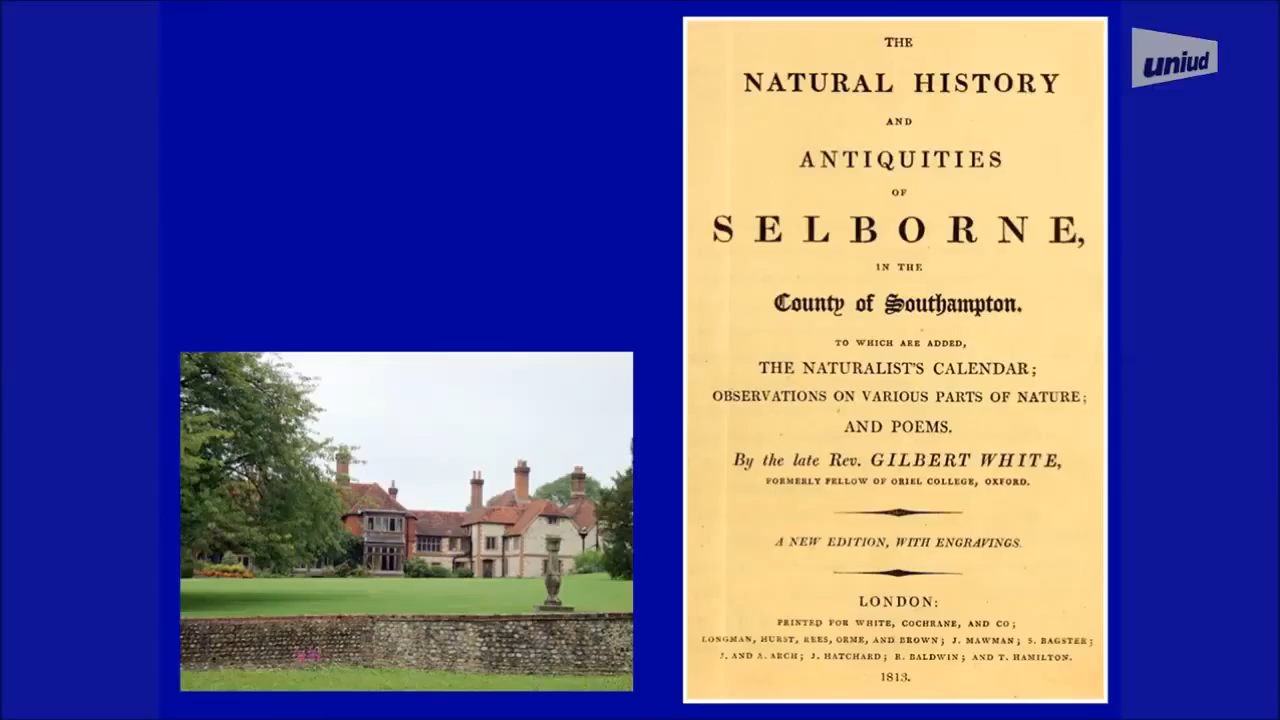 uniud
THE
NATURAL HISTORY
AND
ANTIQUITIES
OF
SELBORNE,
IN THE
County of Southampton.
TO WHICH ARE ADDED,
THE NATURALIST'S CALENDAR;
OBSERVATIONS ON VARIOUS PARTS OF NATURE;
AND POEMS.
By the late Rev. GILBERT WHITE,
FORMERLY FELLOW OF ORIEL COLLEGE, OXFORD.
A NEW EDITION, WITH ENGRAVINGS.
LONDON:
PRINTED FOR WHITE, COCHRANE, AND CO;
LONGMAN, HURST, REES, ORME, AND BROWN; J. MAWMAN; S. BAGSTER;
J. AND A. ARCH; J. HATCHARD; R. BALDWIN; AND T. HAMILTON.
1813.